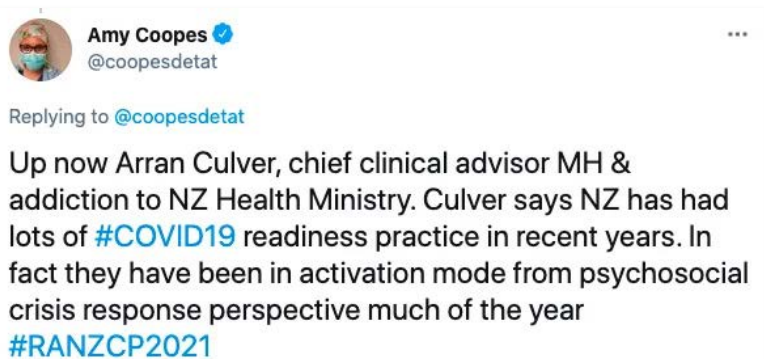 Amy Coopes
@coopesdetat
Replying to @coopesdetat
Up now Arran Culver, chief clinical advisor MH &
addiction to NZ Health Ministry. Culver says NZ has had
lots of #COVID19 readiness practice in recent years. In
fact they have been in activation mode from psychosocial
crisis response perspective much of the year
#RANZCP2021